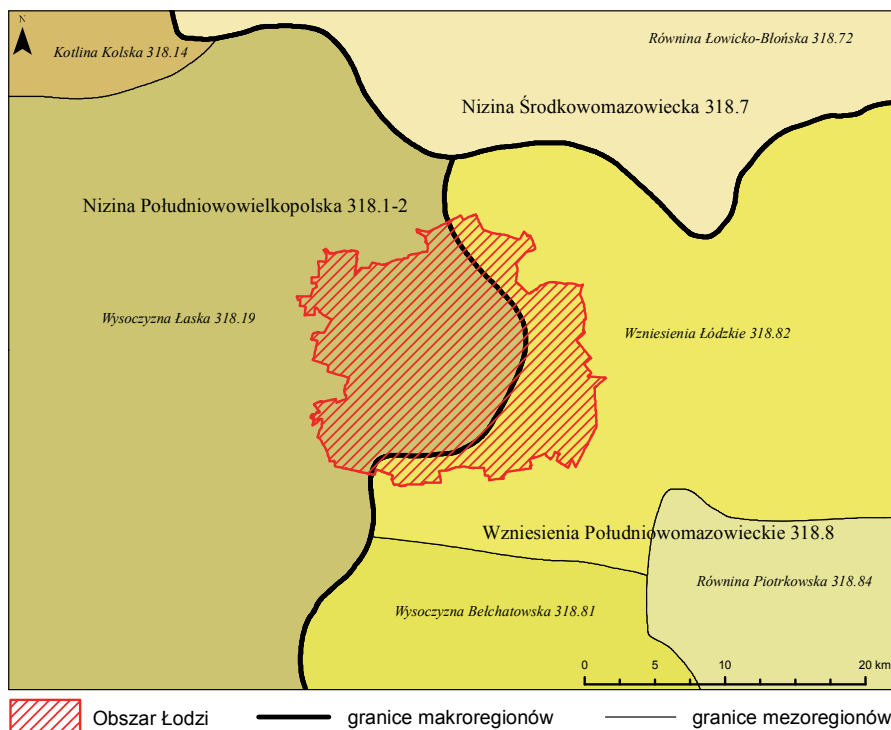 N
Kotlina Kolska 318.14
Równina Łowicko-Błońska 318.72
Nizina Środkowomazowiecka 318.7
Nizina Południowowielkopolska 318.1-2
Wysoczyzna Łaska 318.19
Wzniesienia Łódzkie 318.82
Wzniesienia Południowomazowieckie 318.8
Równina Piotrkowska 318.84
Wysoczyzna Bełchatowska 318.81
0 5 10 20 km
Obszar Łodzi granice makroregionów granice mezoregionów